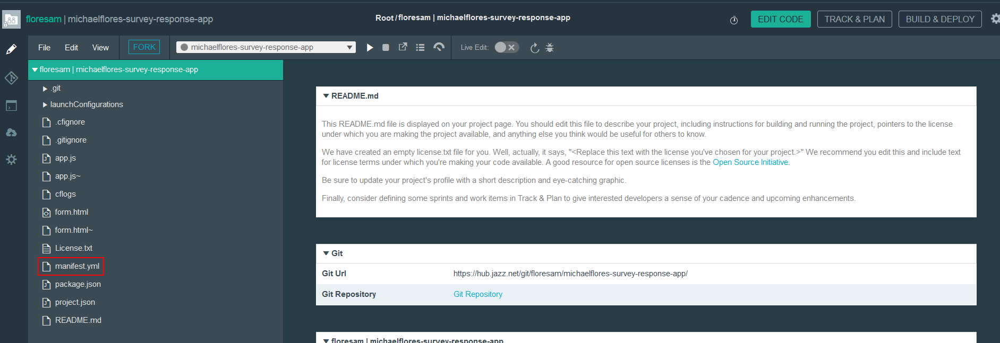 floresam | michaelflores-survey-response-app
Root / floresam | michaelflores-survey-response-app
EDIT CODE
TRACK & PLAN
BUILD & DEPLOY
File
Edit
View
FORK
michaelflores-survey-response-app
Live Edit:
floresam | michaelflores-survey-response-app
.git
launchConfigurations
.cfignore
.gitignore
app.js
app.js~
cflogs
form.html
form.html~
License.txt
manifest.yml
package.json
project.json
README.md
README.md
This README.md file is displayed on your project page. You should edit this file to describe your project, including instructions for building and running the project, pointers to the license
under which you are making the project available, and anything else you think would be useful for others to know.
We have created an empty license.txt file for you. Well, actually, it says, "<Replace this text with the license you've chosen for your project.>" We recommend you edit this and include text
for license terms under which you're making your code available. A good resource for open source licenses is the Open Source Initiative.
Be sure to update your project's profile with a short description and eye-catching graphic.
Finally, consider defining some sprints and work items in Track & Plan to give interested developers a sense of your cadence and upcoming enhancements.
Git
Git Url https://hub.jazz.net/git/floresam/michaelflores-survey-response-app/
Git Repository Git Repository
floresam | michaelflores-survey-response-app